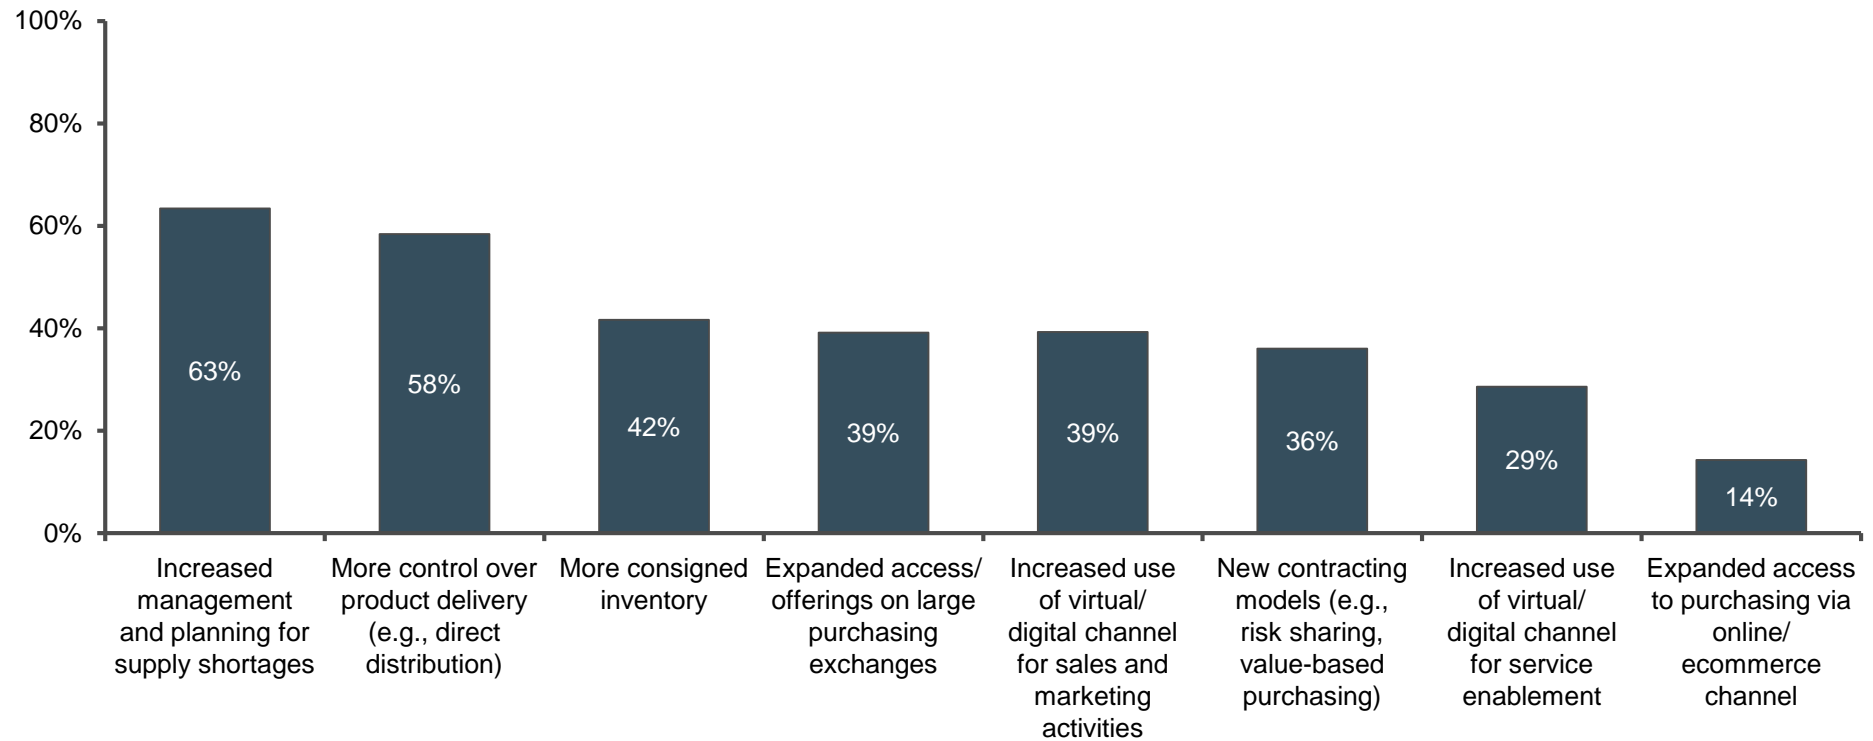 100%
80%
60%
40%
20%
0%
63%
58%
42%
39%
39%
36%
29%
14%
Increased
management
and planning for
supply shortages
More control over
product delivery
(e.g., direct
distribution)
More consigned
inventory
Expanded access/
offerings on large
purchasing
exchanges
Increased use
of virtual/
digital channel
for sales and
marketing
activities
New contracting
models (e.g.,
risk sharing,
value-based
purchasing)
Increased use
of virtual/
digital channel
for service
enablement
Expanded access
to purchasing via
online/
ecommerce
channel